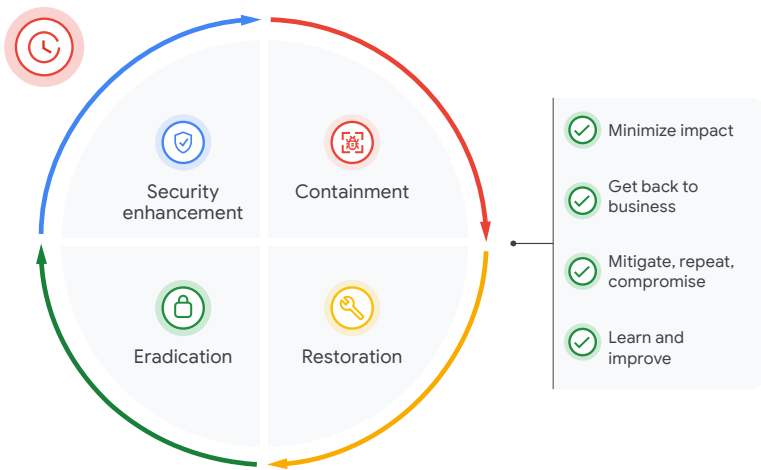 Security
enhancement
Containment
Eradication
Restoration
Minimize impact
Get back to
business
Mitigate, repeat,
compromise
Learn and
improve